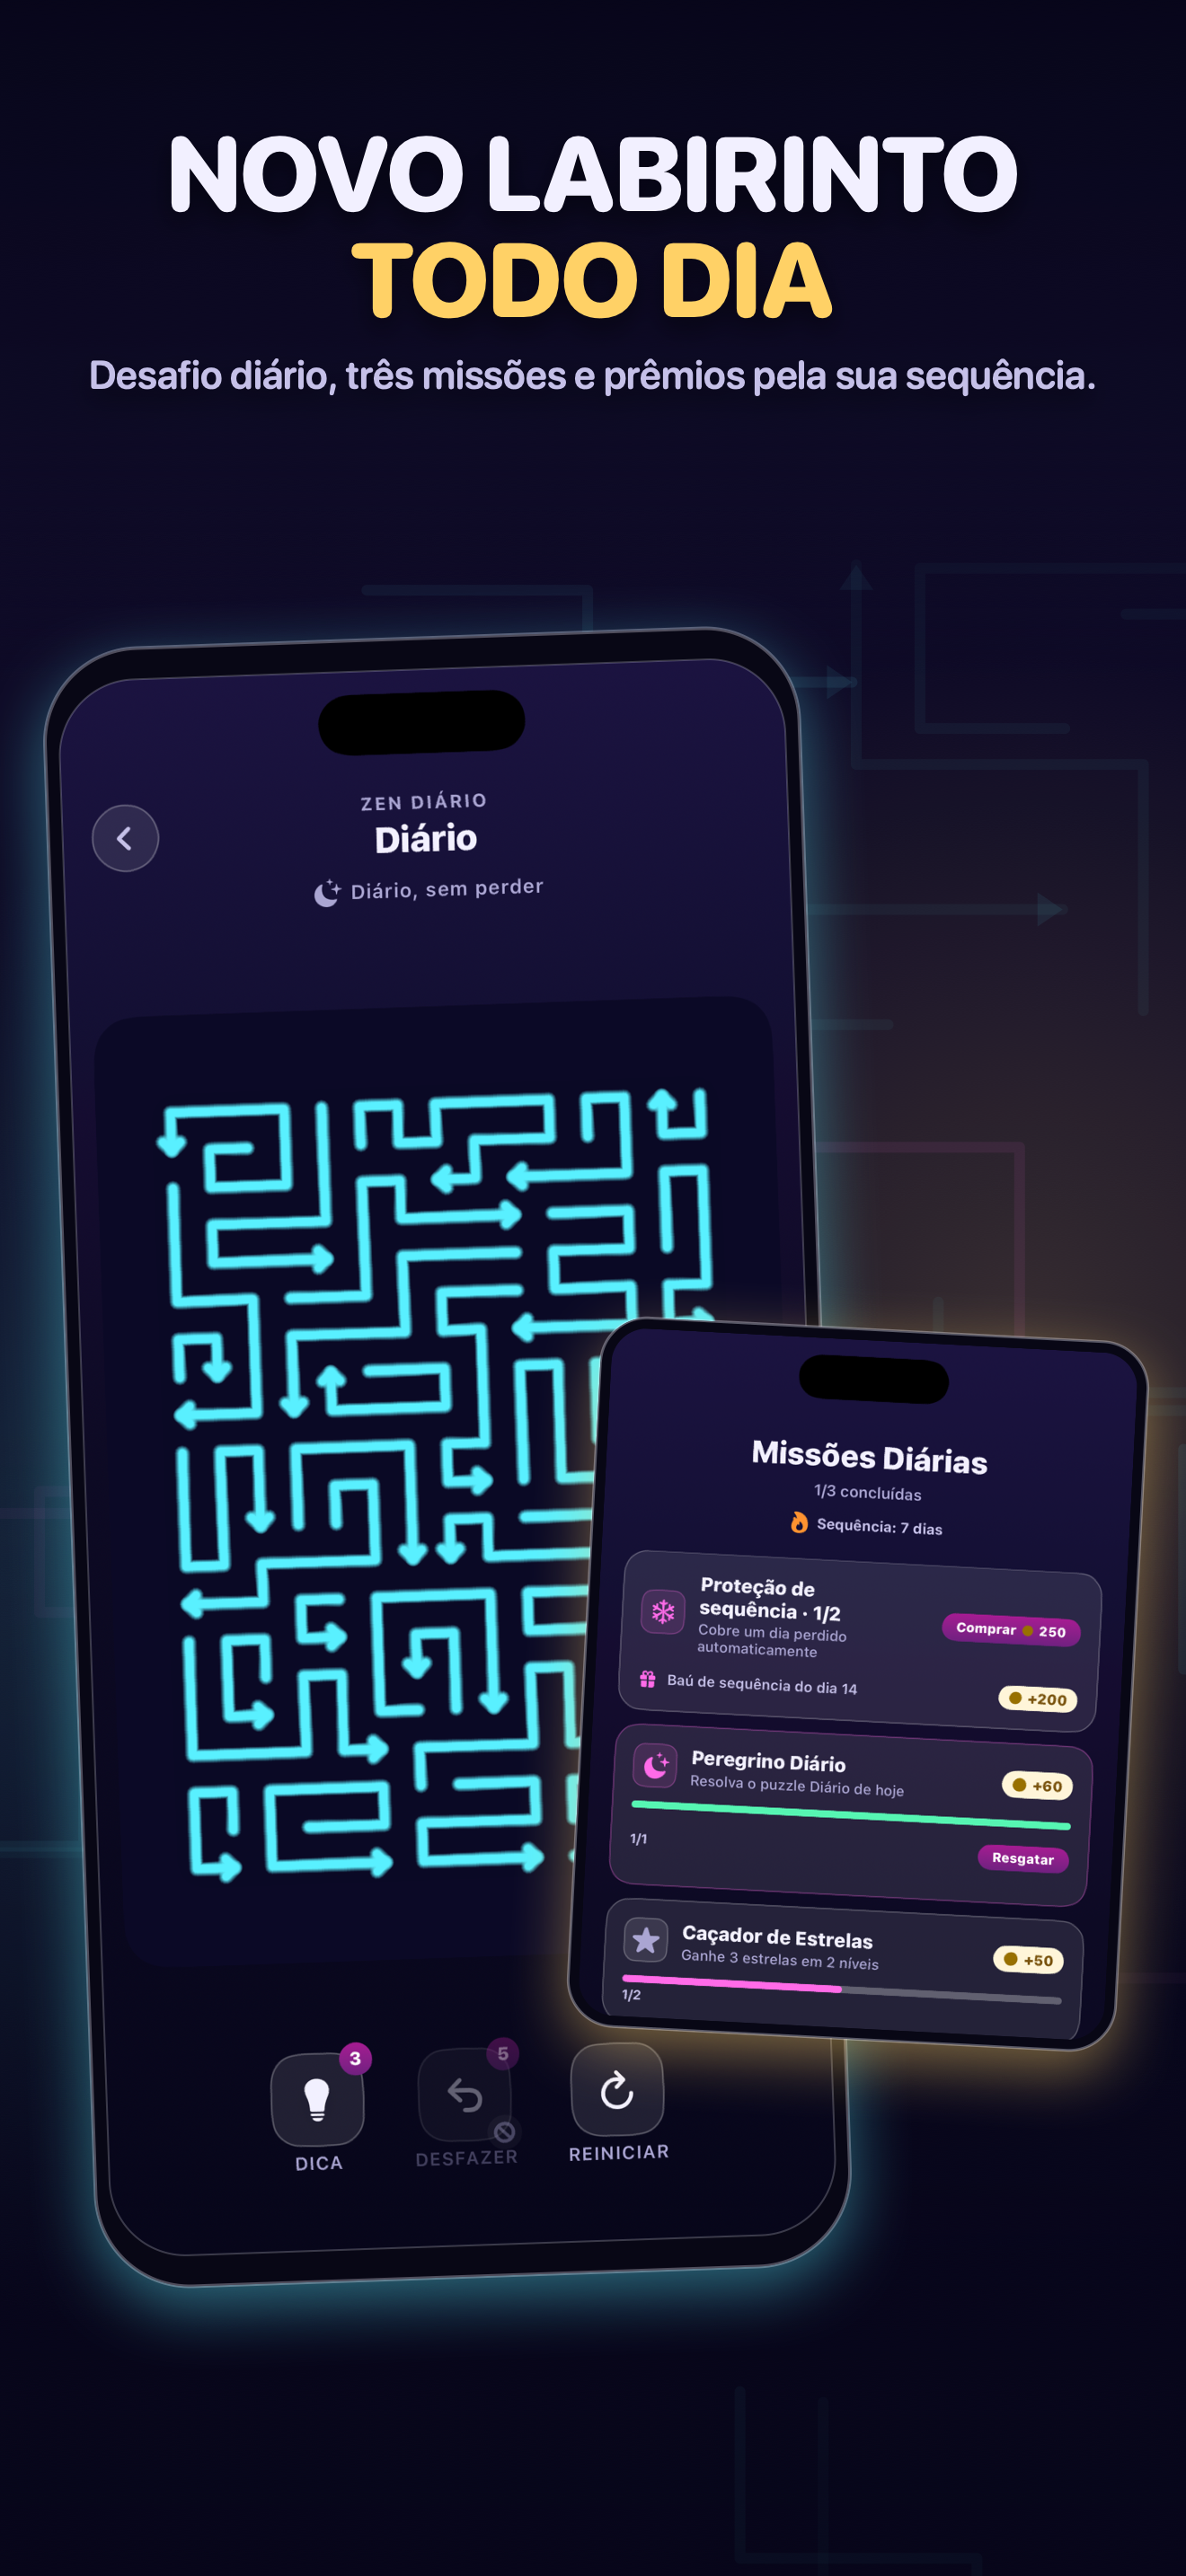 NOVO LABIRINTO
TODO DIA
Desafio diário, três missões e prêmios pela sua sequência.
ZEN DIÁRIO
Diário
Diário, sem perder
Missões Diárias
1/3 concluídas
Sequência: 7 dias
Proteção de
sequência · 1/2
Cobre um dia perdido
automaticamente
Comprar 250
Baú de sequência do dia 14
+200
Peregrino Diário
Resolva o puzzle Diário de hoje
+60
1/1
Resgatar
Caçador de Estrelas
Ganhe 3 estrelas em 2 níveis
+50
1/2
3
5
DICA
DESFAZER
REINICIAR